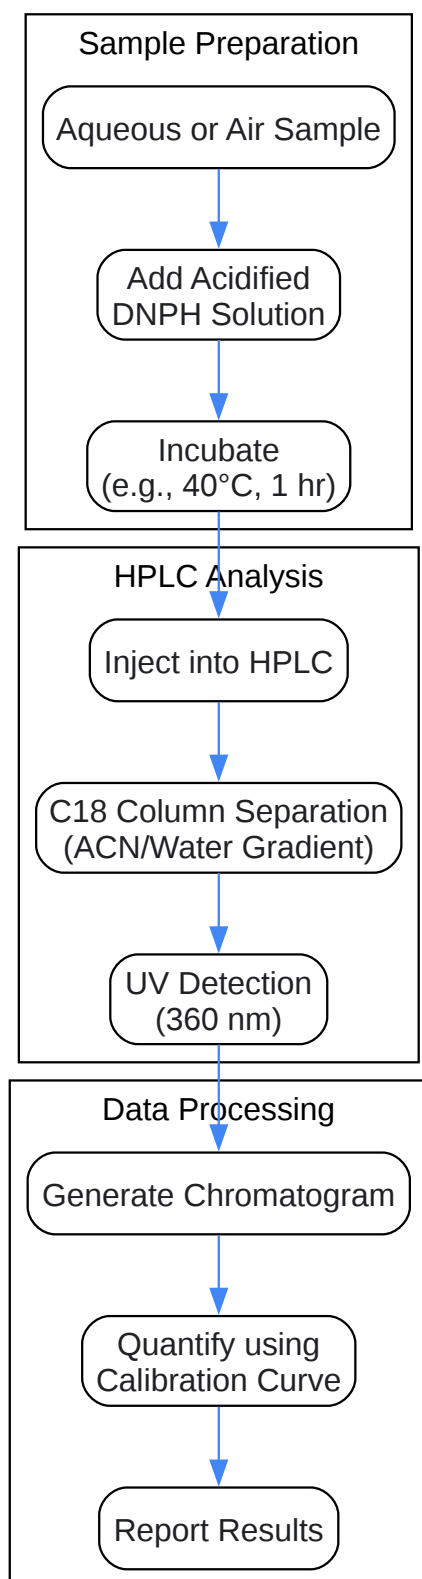 Sample Preparation
Aqueous or Air Sample
Add Acidified
DNPH Solution
Incubate
(e.g., 40°C, 1 hr)
HPLC Analysis
Inject into HPLC
C18 Column Separation
(ACN/Water Gradient)
UV Detection
(360 nm)
Data Processing
Generate Chromatogram
Quantify using
Calibration Curve
Report Results